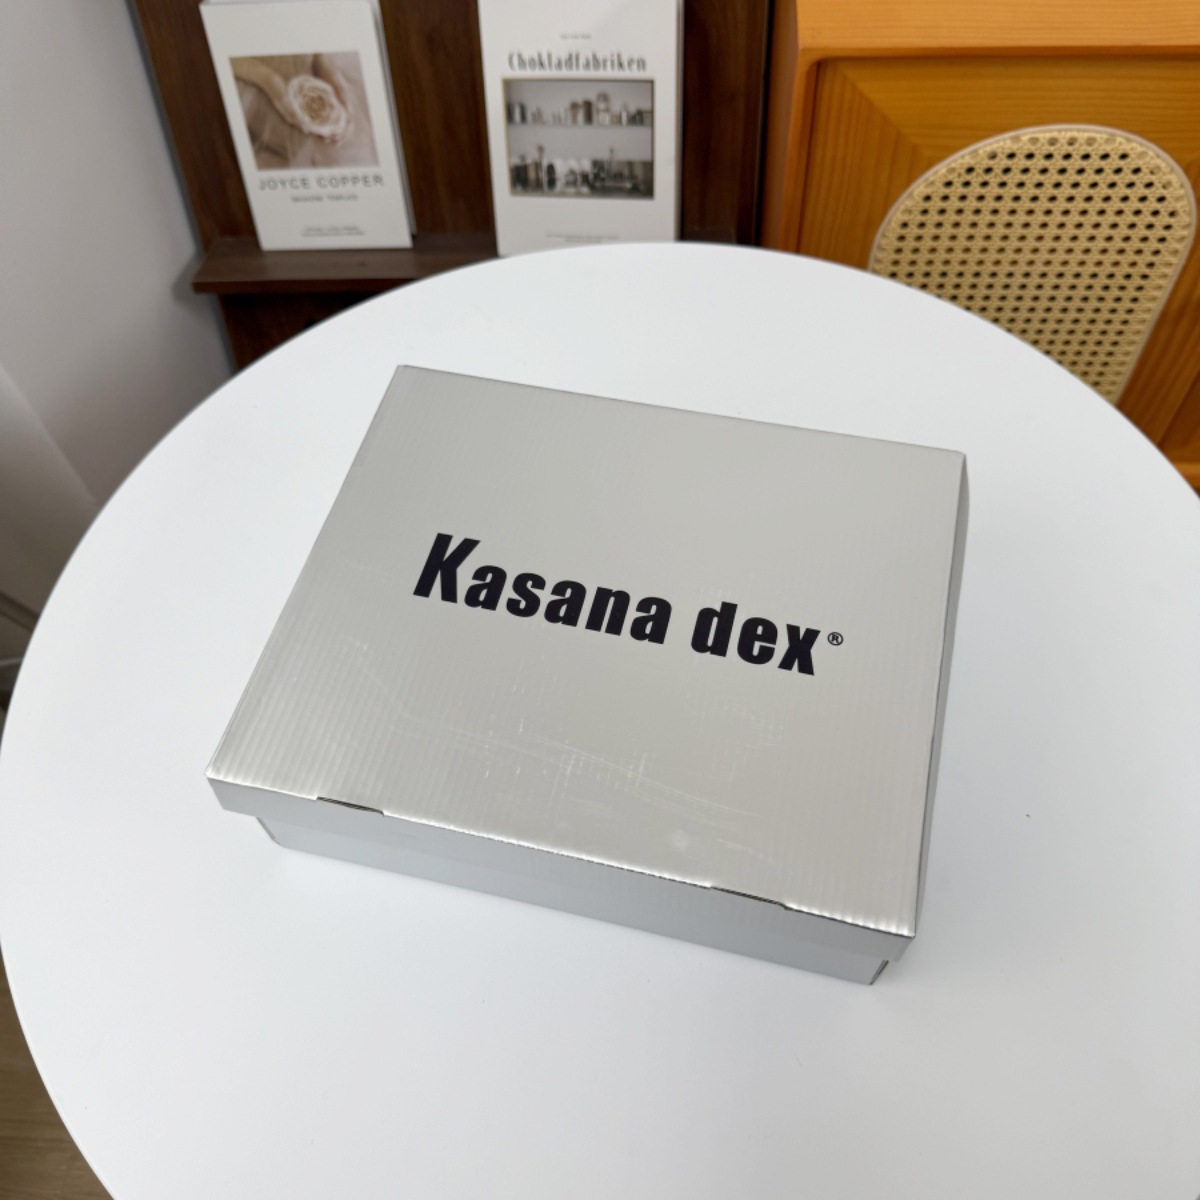 JOYCE COPPER
Chokladfabriken
Kasana dex®